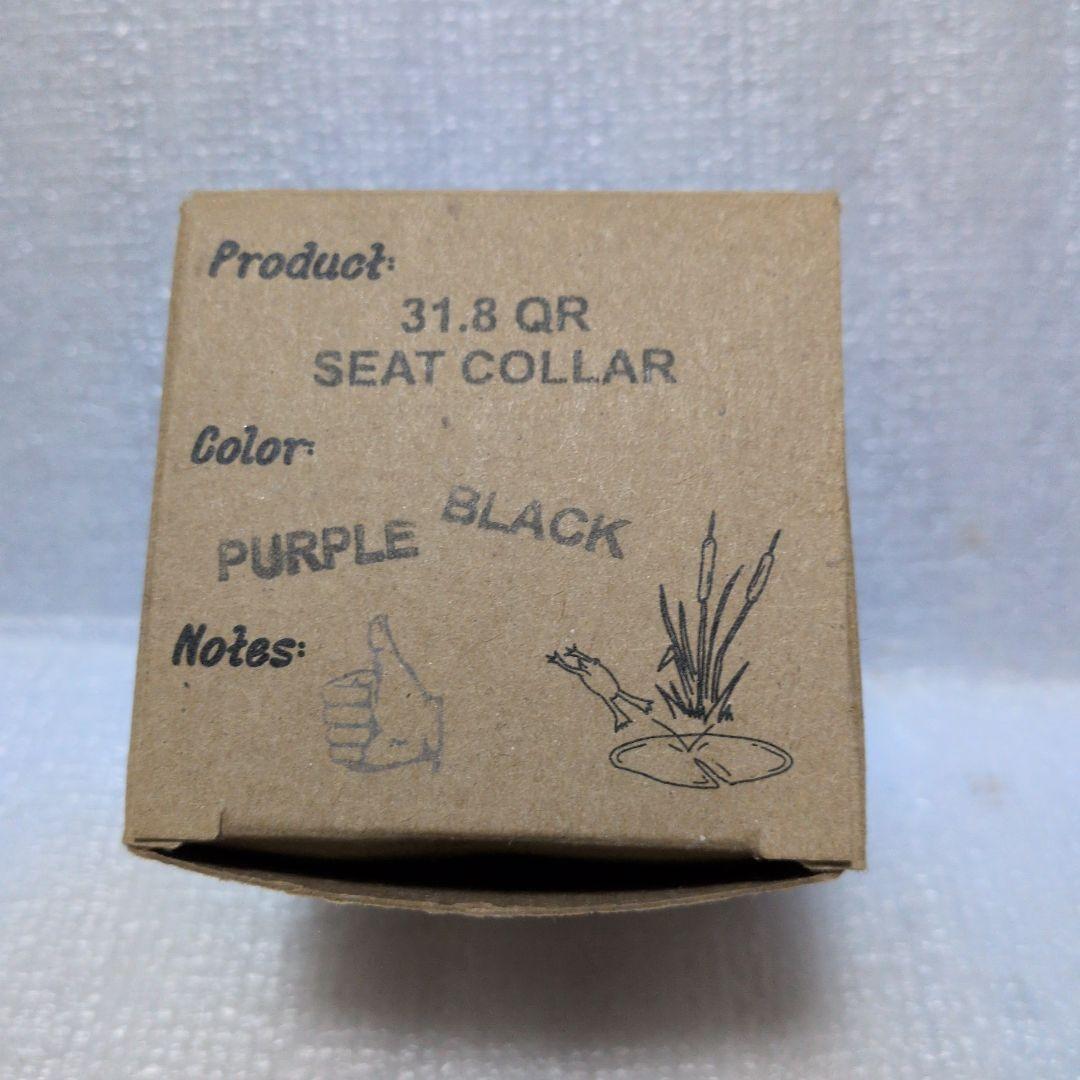 Product:
31.8 QR
SEAT COLLAR
Color:
PURPLE BLACK
Notes: